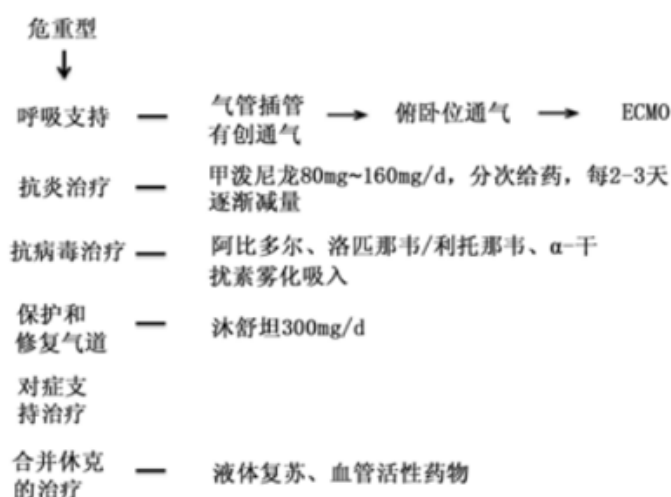 危重型
呼吸支持 — 气管插管 → 俯卧位通气 → ECMO
有创通气
抗炎治疗 — 甲泼尼龙80mg~160mg/d，分次给药，每2-3天
逐渐减量
抗病毒治疗 — 阿比多尔、洛匹那韦/利托那韦、α-干
扰素雾化吸入
保护和
修复气道 — 沐舒坦300mg/d
对症支
持治疗
合并休克
的治疗 — 液体复苏、血管活性药物